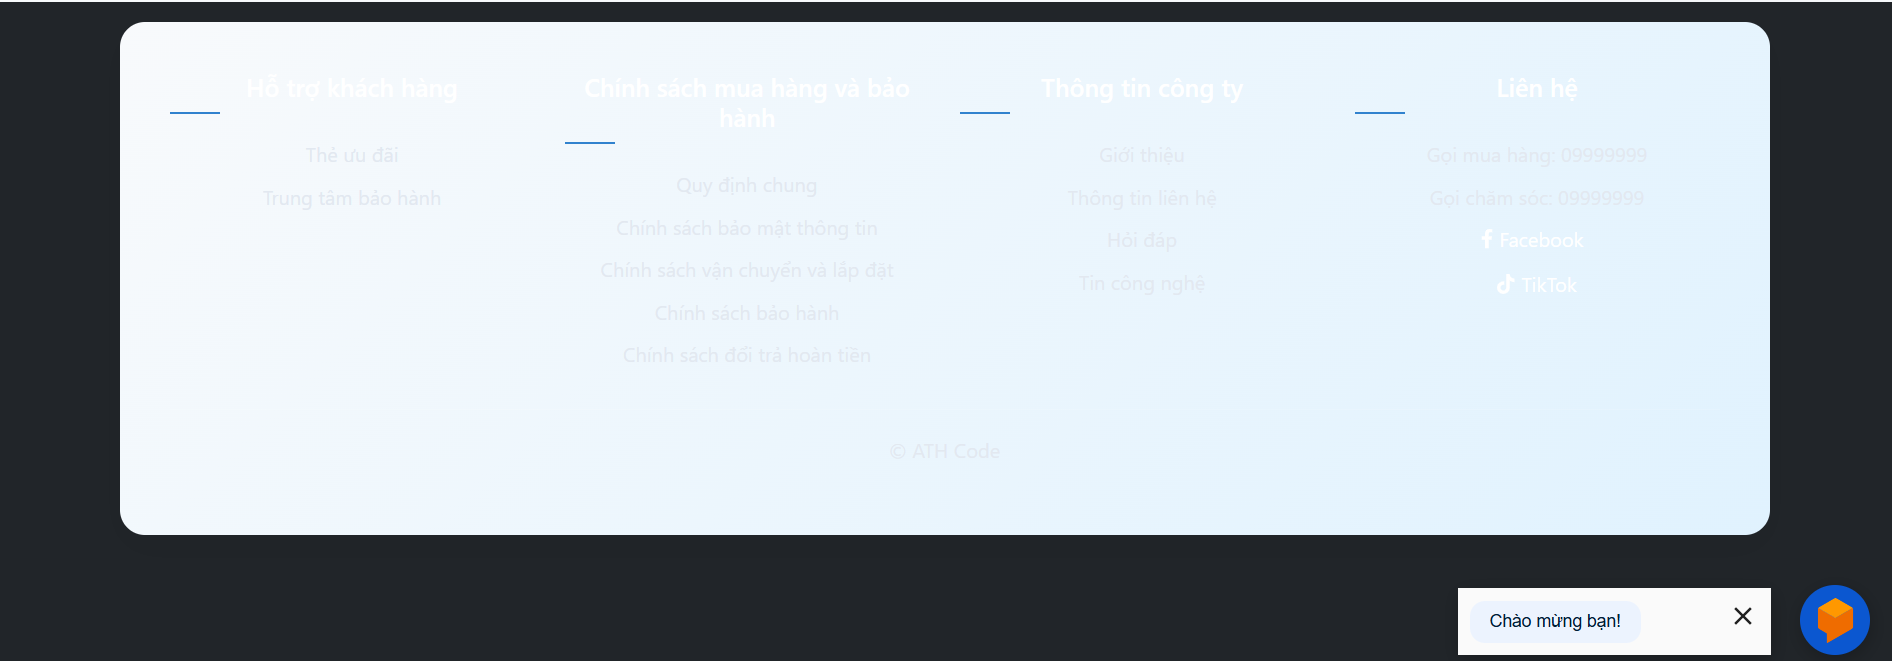 Hỗ trợ khách hàng
Thẻ ưu đãi
Trung tâm bảo hành
Chính sách mua hàng và bảo
hành
Quy định chung
Chính sách bảo mật thông tin
Chính sách vận chuyển và lắp đặt
Chính sách bảo hành
Chính sách đổi trả hoàn tiền
Thông tin công ty
Giới thiệu
Thông tin liên hệ
Hỏi đáp
Tin công nghệ
Liên hệ
Gọi mua hàng: 09999999
Gọi chăm sóc: 09999999
Facebook
TikTok
© ATH Code
Chào mừng bạn!